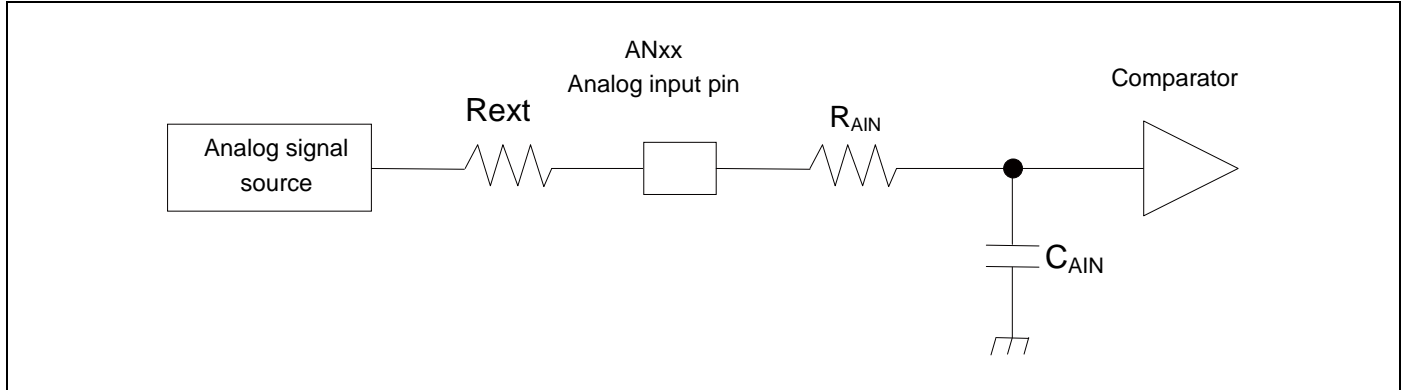 ANxx
Analog input pin
Comparator
Rext
R_AIN
Analog signal
source
C_AIN